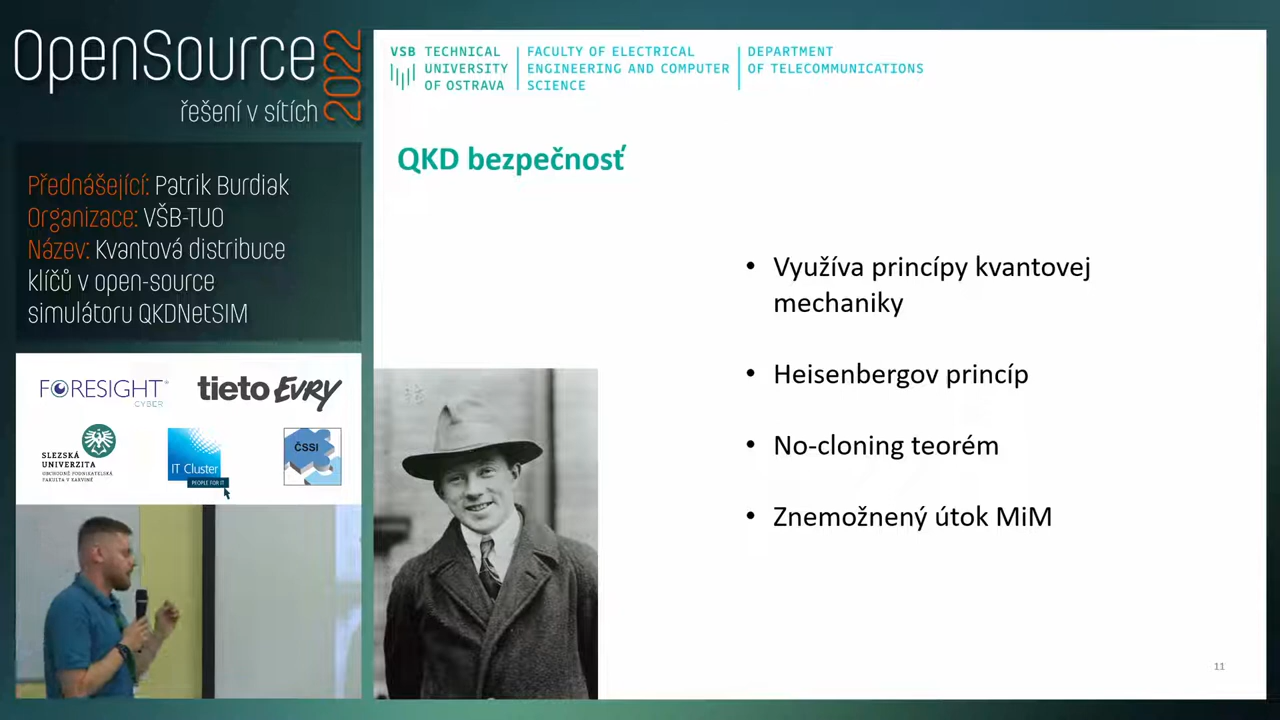 OpenSource
2022
řešení v sítích
Přednášející: Patrik Burdiak
Organizace: VŠB-TUO
Název: Kvantová distribuce
klíčů v open-source
simulátoru QKDNetSIM
FORESIGHT
CYBER
tieto EVRY
SLEZSKÁ
UNIVERZITA
OBCHODNĚ PODNIKATELSKÁ
FAKULTA V KARVINÉ
IT Cluster
PEOPLE FOR IT
ČSSI
VSB TECHNICAL
UNIVERSITY
OF OSTRAVA
FACULTY OF ELECTRICAL
ENGINEERING AND COMPUTER
SCIENCE
DEPARTMENT
OF TELECOMMUNICATIONS
QKD bezpečnosť
• Využíva princípy kvantovej
mechaniky
• Heisenbergov princíp
• No-cloning teorém
• Znemožnený útok MiM
11